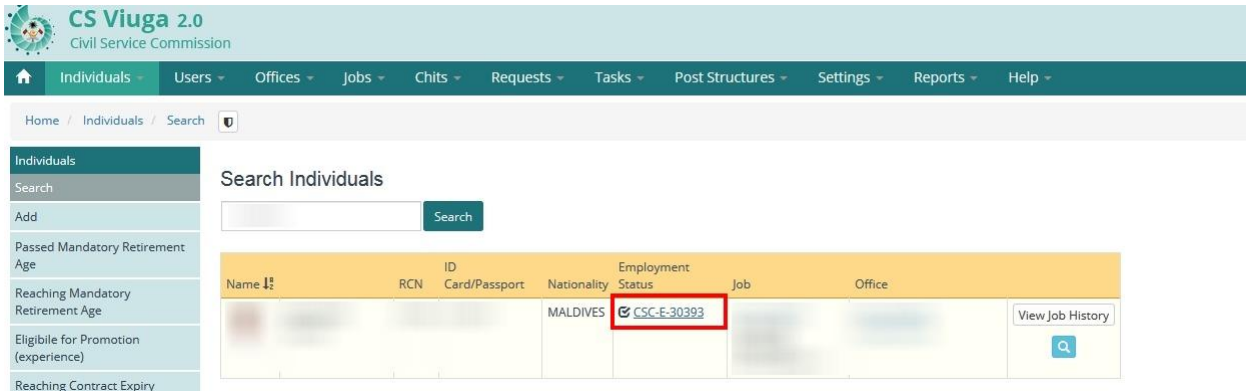 CS Viuga 2.0
Civil Service Commission
Individuals Users Offices Jobs Chits Requests Tasks Post Structures Settings Reports Help
Home / Individuals / Search
Individuals
Search
Add
Passed Mandatory Retirement
Age
Reaching Mandatory
Retirement Age
Eligibile for Promotion
(experience)
Reaching Contract Expiry
Search Individuals
Search
Name RCN ID Card/Passport Nationality Employment Status Job Office
MALDIVES CSC-E-30393 View Job History